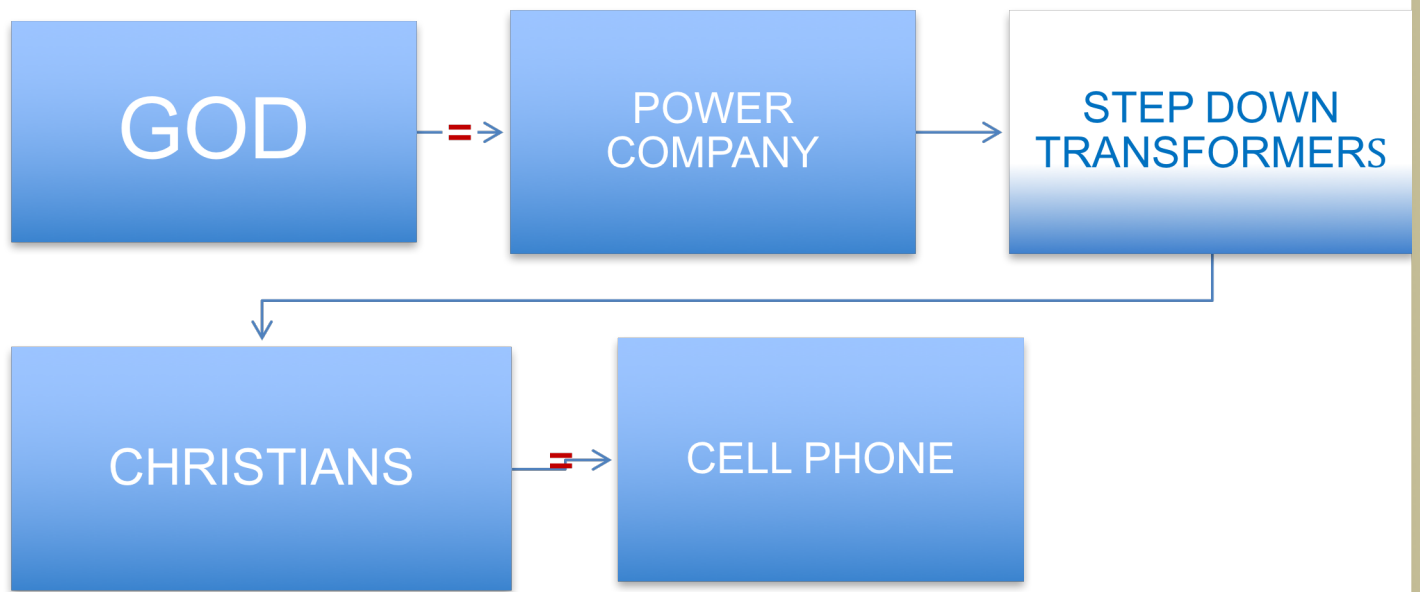 GOD
=
POWER
COMPANY
STEP DOWN
TRANSFORMERS
CHRISTIANS
=
CELL PHONE